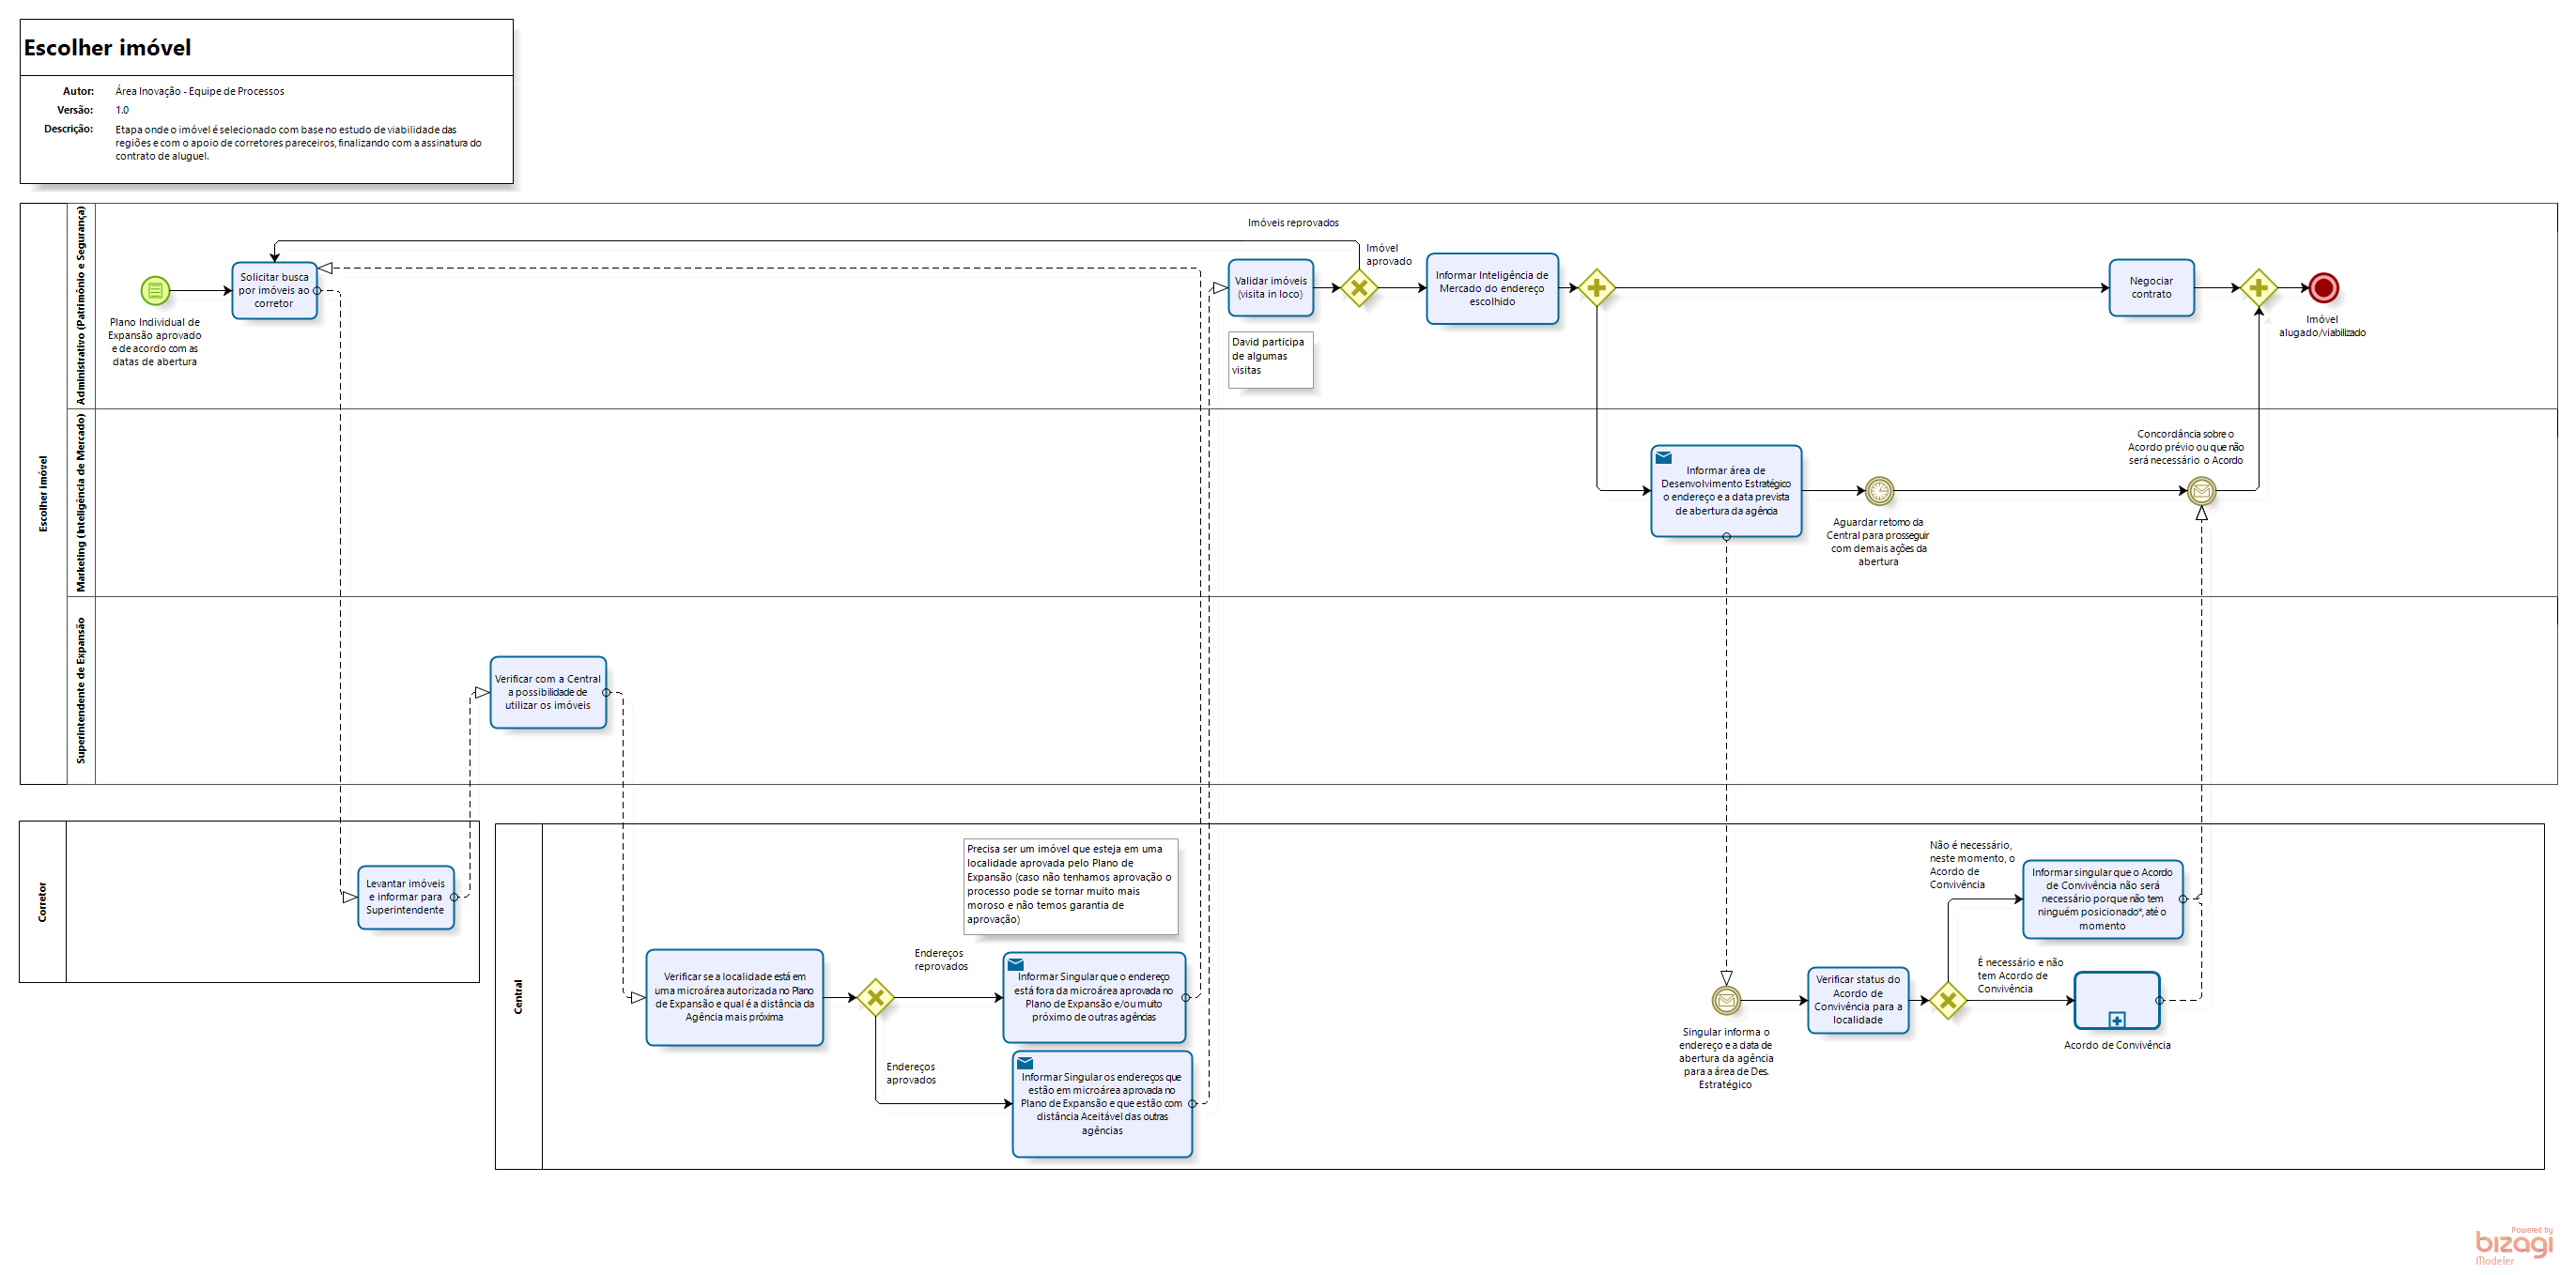 Escolher imóvel
Autor: Área Inovação - Equipe de Processos
Versão: 1.0
Descrição: Etapa onde o imóvel é selecionado com base no estudo de viabilidade das
regiões e com o apoio de corretores pareceiros, finalizando com a assinatura do
contrato de aluguel.
Escolher imóvel
Administrativo (Patrimônio e Segurança)
Plano Individual de
Expansão aprovado
e de acordo com as
datas de abertura
Solicitar busca
por imóveis ao
corretor
Imóveis reprovados
Validar imóveis
(visita in loco)
David participa
de algumas
visitas
Imóvel
aprovado
Informar Inteligência de
Mercado do endereço
escolhido
Negociar
contrato
Imóvel
alugado/viabilizado
Marketing (Inteligência de Mercado)
Informar área de
Desenvolvimento Estratégico
o endereço e a data prevista
de abertura da agência
Aguardar retorno da
Central para prosseguir
com demais ações da
abertura
Concordância sobre o
Acordo prévio ou que não
será necessário o Acordo
Superintendente de Expansão
Verificar com a Central
a possibilidade de
utilizar os imóveis
Corretor
Levantar imóveis
e informar para
Superintendente
Central
Verificar se a localidade está em
uma microárea autorizada no Plano
de Expansão e qual é a distância da
Agência mais próxima
Precisa ser um imóvel que esteja em uma
localidade aprovada pelo Plano de
Expansão (caso não tenhamos aprovação o
processo pode se tornar muito mais
moroso e não temos garantia de
aprovação)
Endereços
reprovados
Informar Singular que o endereço
está fora da microárea aprovada no
Plano de Expansão e/ou muito
próximo de outras agências
Endereços
aprovados
Informar Singular os endereços que
estão em microárea aprovada no
Plano de Expansão e que estão com
distância Aceitável das outras
agências
Singular informa o
endereço e a data de
abertura da agência
para a área de Des.
Estratégico
Verificar status do
Acordo de
Convivência para a
localidade
Não é necessário,
neste momento, o
Acordo de
Convivência
Informar singular que o Acordo
de Convivência não será
necessário porque não tem
ninguém posicionado*, até o
momento
É necessário e não
tem Acordo de
Convivência
Acordo de Convivência
Powered by
bizagi
Modeler